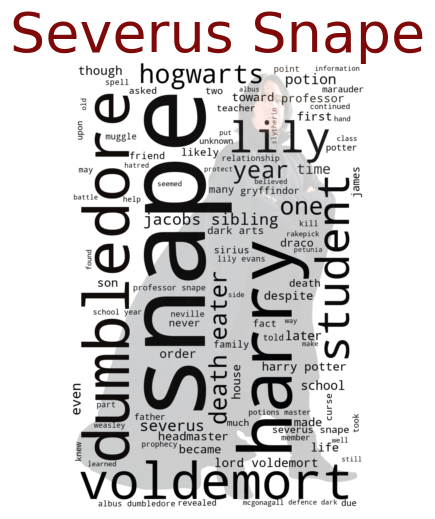 Severus Snape
though
hogwarts
point
information
spell
potion
asked
two
albus
marauder
toward
professor
old
teacher
continued
first
hand
upon
dumbledore
snape
slytherin
put
lily
class
muggle
unknown
potter
friend
likely
relationship
hatred
protect
year
time
may
seemed
believed
james
many
gryffindor
battle
help
one
jacobs sibling
kill
student
dark arts
rakepick
draco
sirius
petunia
lily evans
found
harry
son
professor snape
death
side
despite
school year
neville
never
fact
way
told
later
order
family
make
death eater
house
harry potter
school
even
part
father
potions master
curse
weasley
severus
much
made
took
severus snape
headmaster
member
well
knew
prophecy
became
life
learned
lord voldemort
still
voldemort
albus dumbledore
revealed
mcgonagall
defence
dark
due